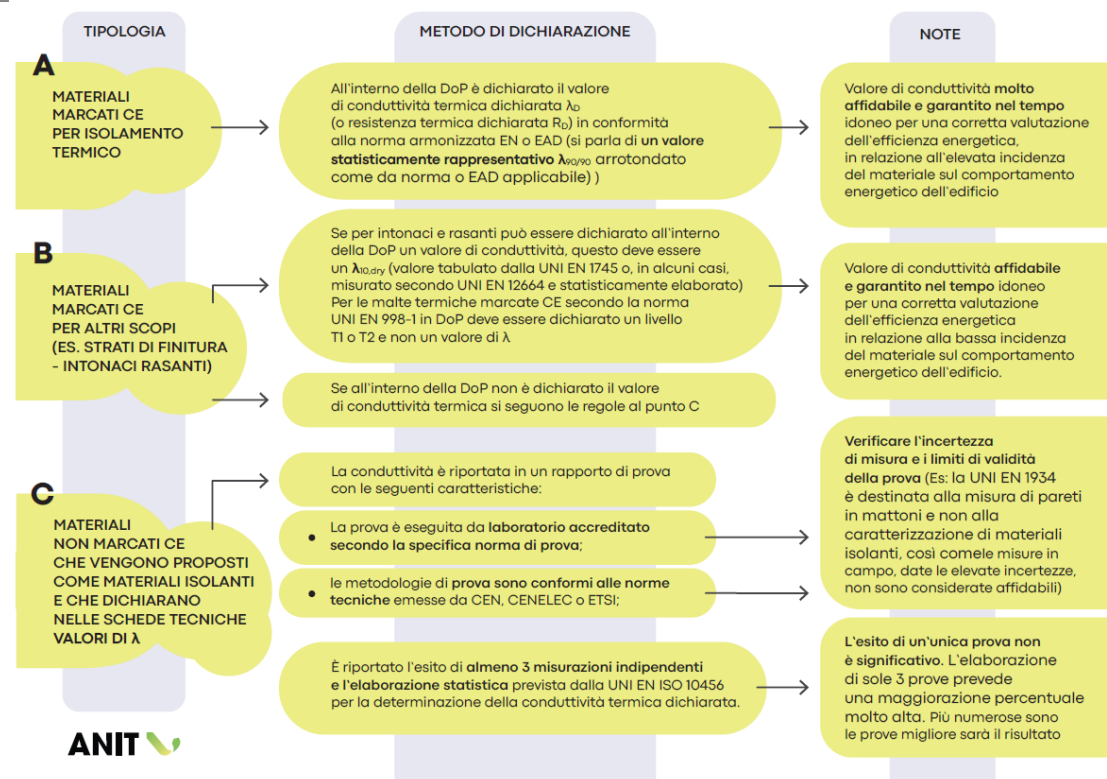 TIPOLOGIA
METODO DI DICHIARAZIONE
NOTE
A
MATERIALI
MARCATI CE
PER ISOLAMENTO
TERMICO
All'interno della DoP è dichiarato il valore
di conduttività termica dichiarata λD
(o resistenza termica dichiarata RD) in conformità
alla norma armonizzata EN o EAD (si parla di un valore
statisticamente rappresentativo λ90/90 arrotondato
come da norma o EAD applicabile) )
Valore di conduttività molto
affidabile e garantito nel tempo
idoneo per una corretta valutazione
dell'efficienza energetica,
in relazione all'elevata incidenza
del materiale sul comportamento
energetico dell'edificio
B
MATERIALI
MARCATI CE
PER ALTRI SCOPI
(ES. STRATI DI FINITURA
- INTONACI RASANTI)
Se per intonaci e rasanti può essere dichiarato all'interno
della DoP un valore di conduttività, questo deve essere
un λ10,dry (valore tabulato dalla UNI EN 1745 o, in alcuni casi,
misurato secondo UNI EN 12664 e statisticamente elaborato)
Per le malte termiche marcate CE secondo la norma
UNI EN 998-1 in DoP deve essere dichiarato un livello
T1 o T2 e non un valore di λ
Valore di conduttività affidabile
e garantito nel tempo idoneo
per una corretta valutazione
dell'efficienza energetica
in relazione alla bassa incidenza
del materiale sul comportamento
energetico dell'edificio.
Se all'interno della DoP non è dichiarato il valore
di conduttività termica si seguono le regole al punto C
C
MATERIALI
NON MARCATI CE
CHE VENGONO PROPOSTI
COME MATERIALI ISOLANTI
E CHE DICHIARANO
NELLE SCHEDE TECNICHE
VALORI DI λ
La conduttività è riportata in un rapporto di prova
con le seguenti caratteristiche:
• La prova è eseguita da laboratorio accreditato
secondo la specifica norma di prova;
• le metodologie di prova sono conformi alle norme
tecniche emesse da CEN, CENELEC o ETSI;
Verificare l'incertezza
di misura e i limiti di validità
della prova (Es: la UNI EN 1934
è destinata alla misura di pareti
in mattoni e non alla
caratterizzazione di materiali
isolanti, così comele misure in
campo, date le elevate incertezze,
non sono considerate affidabili)
È riportato l'esito di almeno 3 misurazioni indipendenti
e l'elaborazione statistica prevista dalla UNI EN ISO 10456
per la determinazione della conduttività termica dichiarata.
L'esito di un'unica prova non
è significativo. L'elaborazione
di sole 3 prove prevede
una maggiorazione percentuale
molto alta. Più numerose sono
le prove migliore sarà il risultato
ANIT